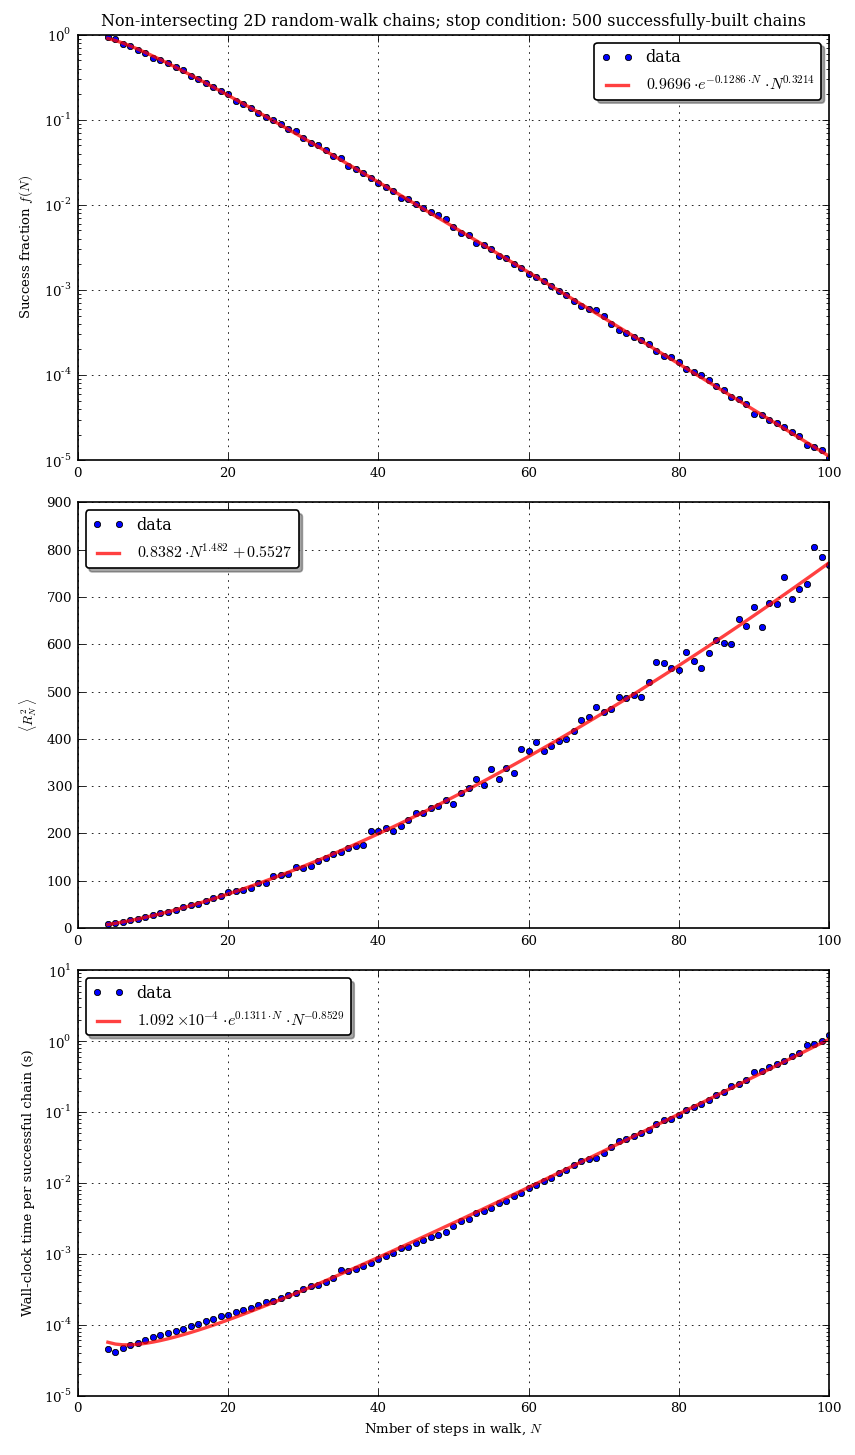 Non-intersecting 2D random-walk chains; stop condition: 500 successfully-built chains
10^0
10^-1
10^-2
10^-3
10^-4
10^-5
Success fraction f(N)
data
0.9696 · e^{-0.1286·N} · N^{0.3214}
0 20 40 60 80 100
900
800
700
600
500
400
300
200
100
0
⟨R_N^2⟩
data
0.8382 · N^{1.482} + 0.5527
0 20 40 60 80 100
10^1
10^0
10^-1
10^-2
10^-3
10^-4
10^-5
Wall-clock time per successful chain (s)
data
1.092 × 10^{-4} · e^{0.1311·N} · N^{-0.8529}
0 20 40 60 80 100
Nmber of steps in walk, N